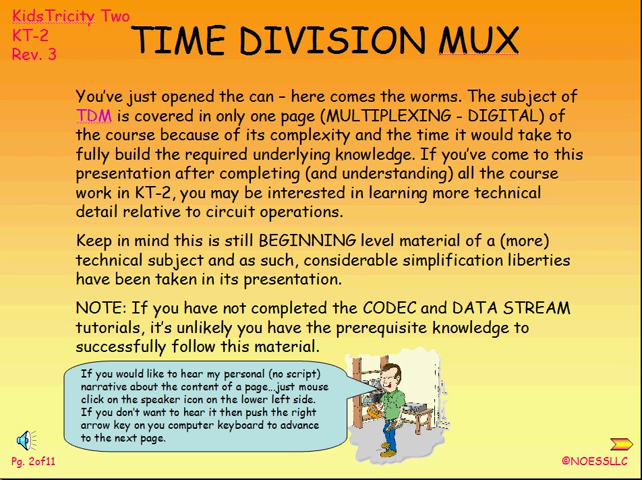 KidsTricity Two
KT-2
Rev. 3
TIME DIVISION MUX
You've just opened the can – here comes the worms. The subject of
TDM is covered in only one page (MULTIPLEXING - DIGITAL) of
the course because of its complexity and the time it would take to
fully build the required underlying knowledge. If you've come to this
presentation after completing (and understanding) all the course
work in KT-2, you may be interested in learning more technical
detail relative to circuit operations.
Keep in mind this is still BEGINNING level material of a (more)
technical subject and as such, considerable simplification liberties
have been taken in its presentation.
NOTE: If you have not completed the CODEC and DATA STREAM
tutorials, it's unlikely you have the prerequisite knowledge to
successfully follow this material.
If you would like to hear my personal (no script)
narrative about the content of a page...just mouse
click on the speaker icon on the lower left side.
If you don't want to hear it then push the right
arrow key on you computer keyboard to advance
to the next page.
Pg. 2of11
©NOESSLLC